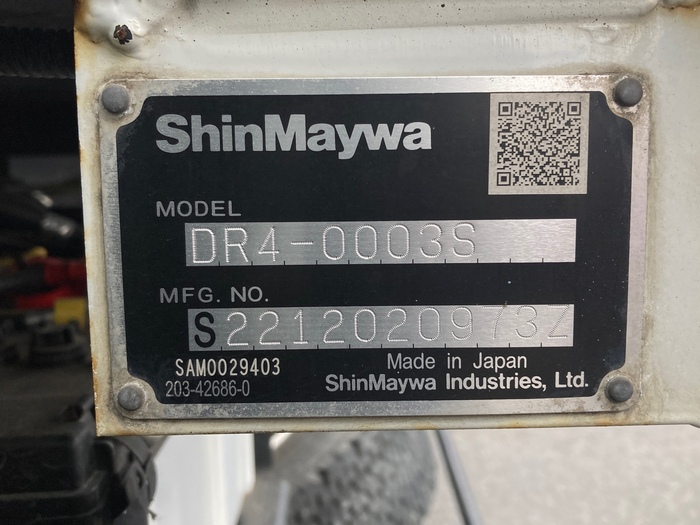 ShinMaywa
MODEL
DR4-0003S
MFG. NO.
S2212020973Z
SAM0029403
203-42686-0
Made in Japan
ShinMaywa Industries, Ltd.